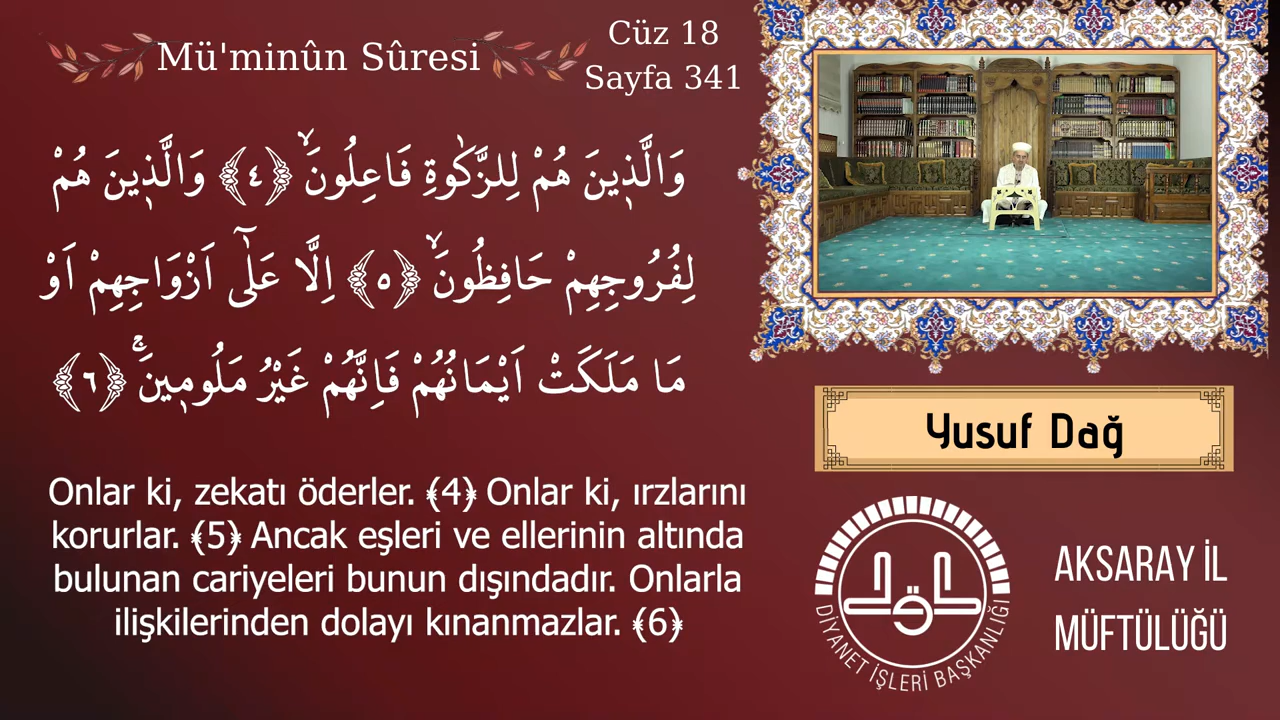 Mü'minûn Sûresi
Cüz 18
Sayfa 341
وَالَّذ۪ينَ هُمْ لِلزَّكٰوةِ فَاعِلُونَۙ ﴿٤﴾ وَالَّذ۪ينَ هُمْ
لِفُرُوجِهِمْ حَافِظُونَۙ ﴿٥﴾ اِلَّا عَلٰٓى اَزْوَاجِهِمْ اَوْ
مَا مَلَكَتْ اَيْمَانُهُمْ فَاِنَّهُمْ غَيْرُ مَلُوم۪ينَۚ ﴿٦﴾
Onlar ki, zekatı öderler. ﴾4﴿ Onlar ki, ırzlarını
korurlar. ﴾5﴿ Ancak eşleri ve ellerinin altında
bulunan cariyeleri bunun dışındadır. Onlarla
ilişkilerinden dolayı kınanmazlar. ﴾6﴿
Yusuf Dağ
DİYANET İŞLERİ BAŞKANLIĞI
AKSARAY İL
MÜFTÜLÜĞÜ